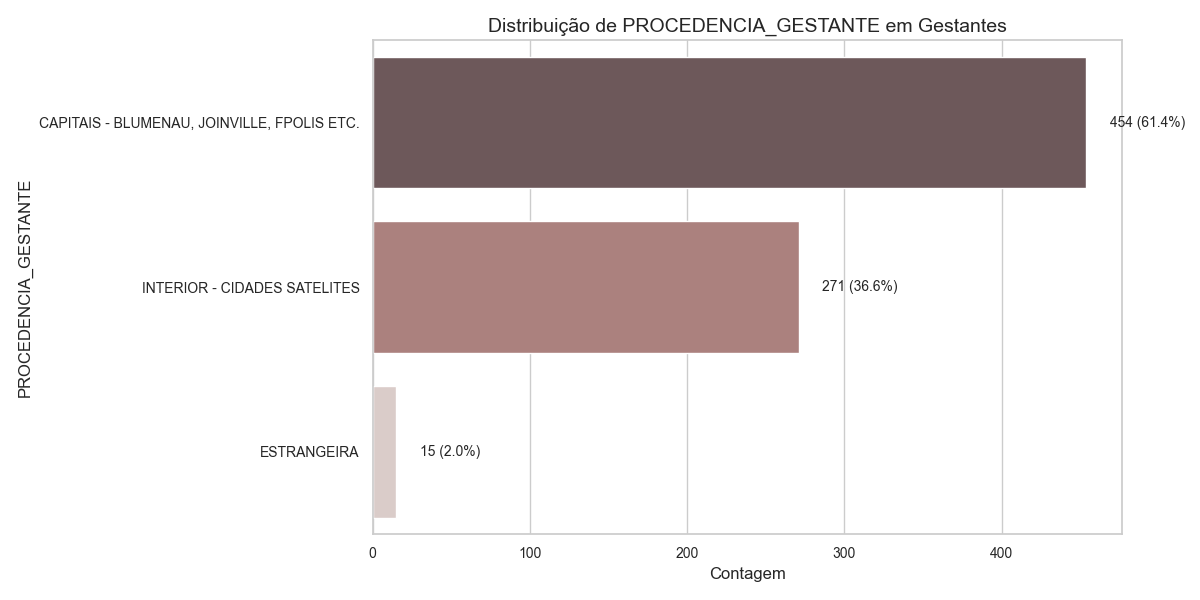 Distribuição de PROCEDENCIA_GESTANTE em Gestantes
PROCEDENCIA_GESTANTE
CAPITAIS - BLUMENAU, JOINVILLE, FPOLIS ETC.
454 (61.4%)
INTERIOR - CIDADES SATELITES
271 (36.6%)
ESTRANGEIRA
15 (2.0%)
0 100 200 300 400
Contagem